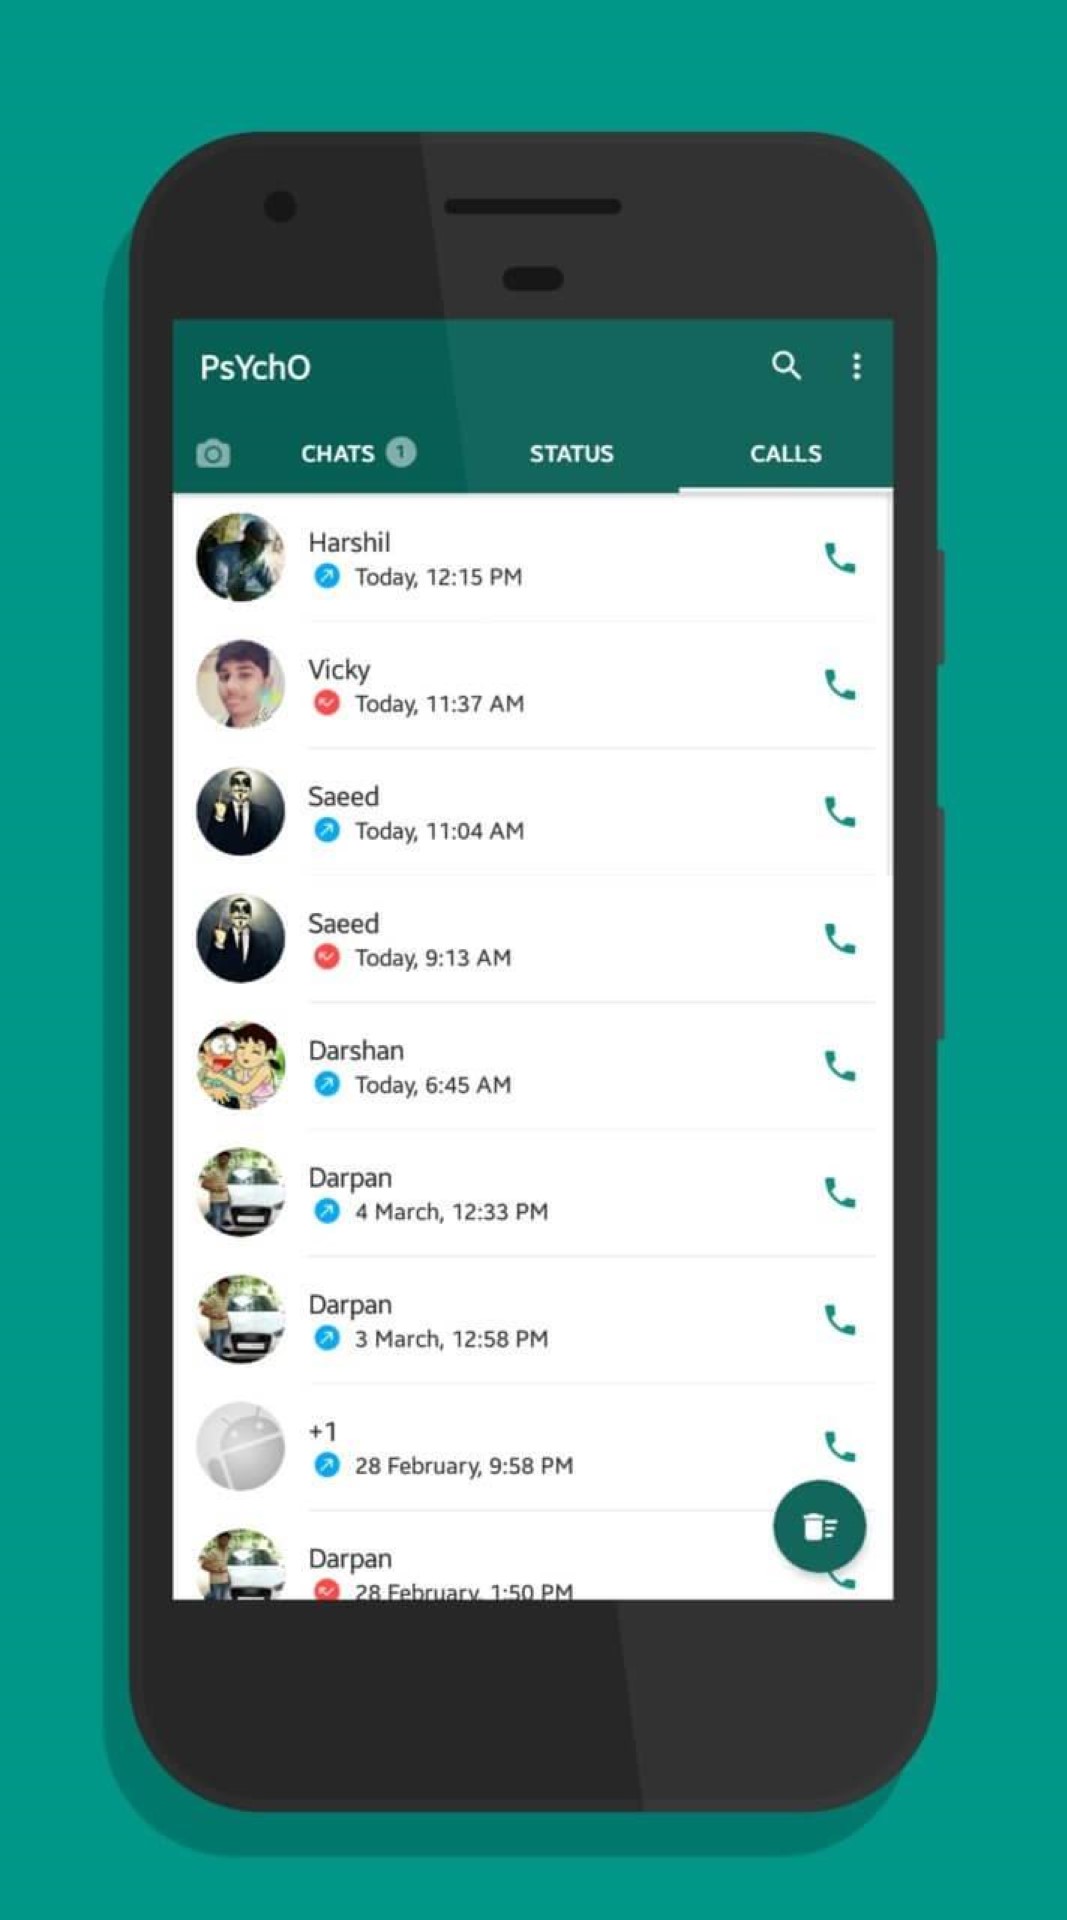 PsYchO
CHATS 1 STATUS CALLS
Harshil
Today, 12:15 PM
Vicky
Today, 11:37 AM
Saeed
Today, 11:04 AM
Saeed
Today, 9:13 AM
Darshan
Today, 6:45 AM
Darpan
4 March, 12:33 PM
Darpan
3 March, 12:58 PM
+1
28 February, 9:58 PM
Darpan
28 February, 1:50 PM